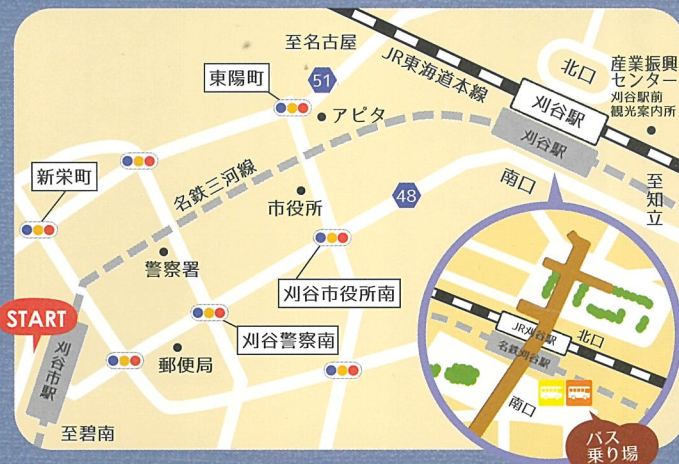 至名古屋
JR東海道本線
北口
産業振興
センター
刈谷駅前
観光案内所
東陽町
51
アピタ
刈谷駅
刈谷駅
新栄町
名鉄三河線
南口
至知立
市役所
48
警察署
刈谷市役所南
START
刈谷警察南
刈谷市駅
郵便局
至碧南
JR刈谷駅
北口
名鉄刈谷駅
南口
バス
乗り場